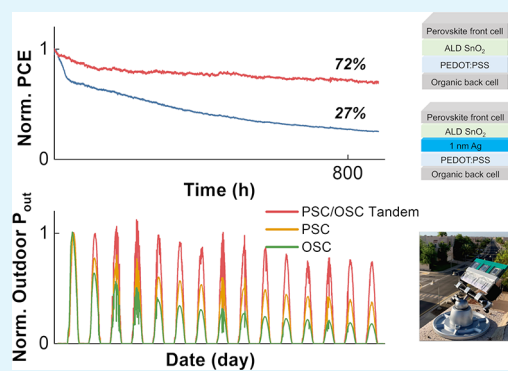 Norm. PCE
1
0
72%
27%
Time (h)
800
Perovskite front cell
ALD SnO₂
PEDOT:PSS
Organic back cell
Perovskite front cell
ALD SnO₂
1 nm Ag
PEDOT:PSS
Organic back cell
Norm. Outdoor Pout
1
0
PSC/OSC Tandem
PSC
OSC
Date (day)